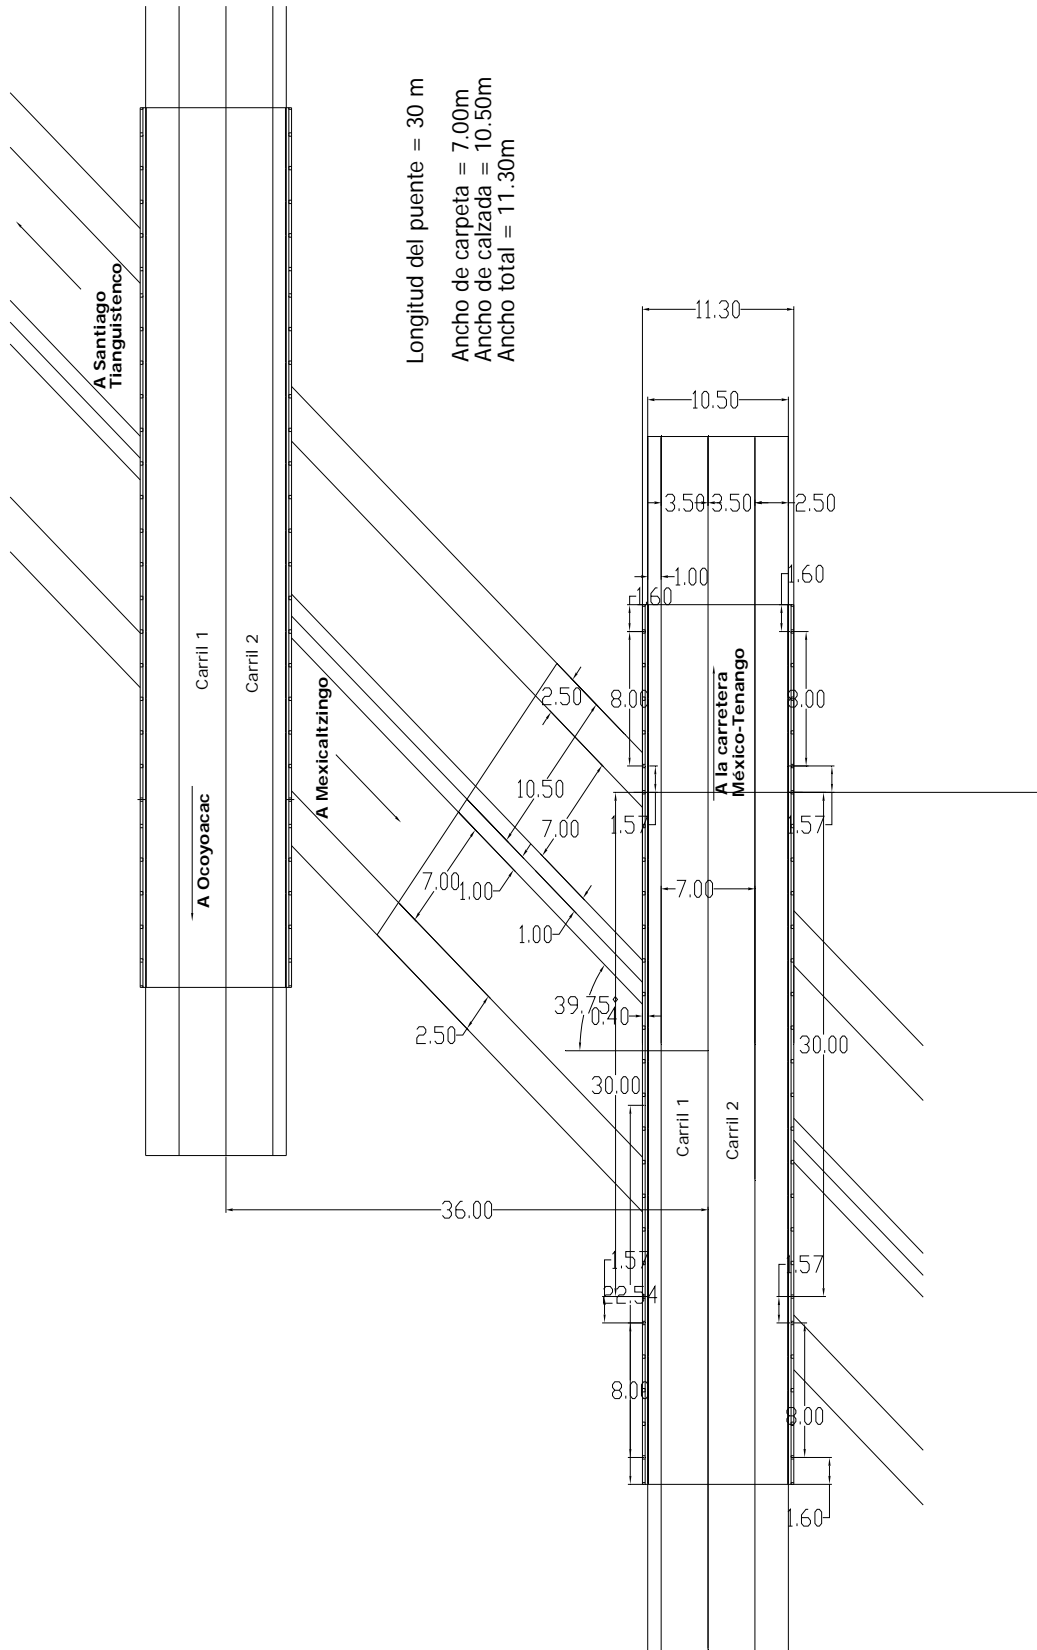 Longitud del puente = 30 m
Ancho de carpeta = 7.00m
Ancho de calzada = 10.50m
Ancho total = 11.30m
A Santiago
Tianguistenco
Carril 1
Carril 2
A Ocoyoacac
A Mexicaltzingo
11.30
10.50
3.50
3.50
2.50
1.00
1.60
1.60
8.00
8.00
A la carretera
México-Tenango
2.50
10.50
7.00
7.00
1.00
1.00
2.50
1.57
1.57
7.00
39.75°
0.40
30.00
30.00
Carril 1
Carril 2
36.00
1.57
1.57
22.54
8.00
8.00
1.60